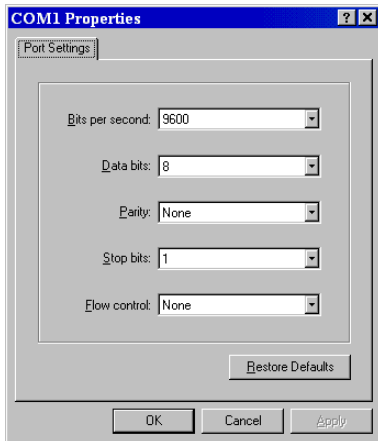 COM1 Properties
Port Settings
Bits per second: 9600
Data bits: 8
Parity: None
Stop bits: 1
Flow control: None
Restore Defaults
OK Cancel Apply